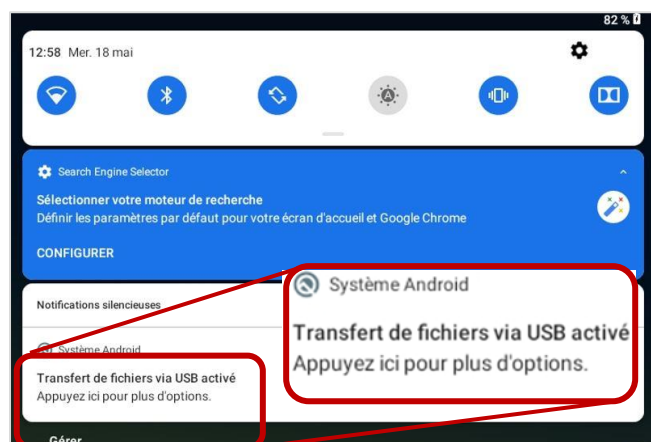 82 %
12:58 Mer. 18 mai
A
Search Engine Selector
Sélectionner votre moteur de recherche
Définir les paramètres par défaut pour votre écran d'accueil et Google Chrome
CONFIGURER
Notifications silencieuses
Système Android
Transfert de fichiers via USB activé
Appuyez ici pour plus d'options.
Système Android
Transfert de fichiers via USB activé
Appuyez ici pour plus d'options.
Gérer